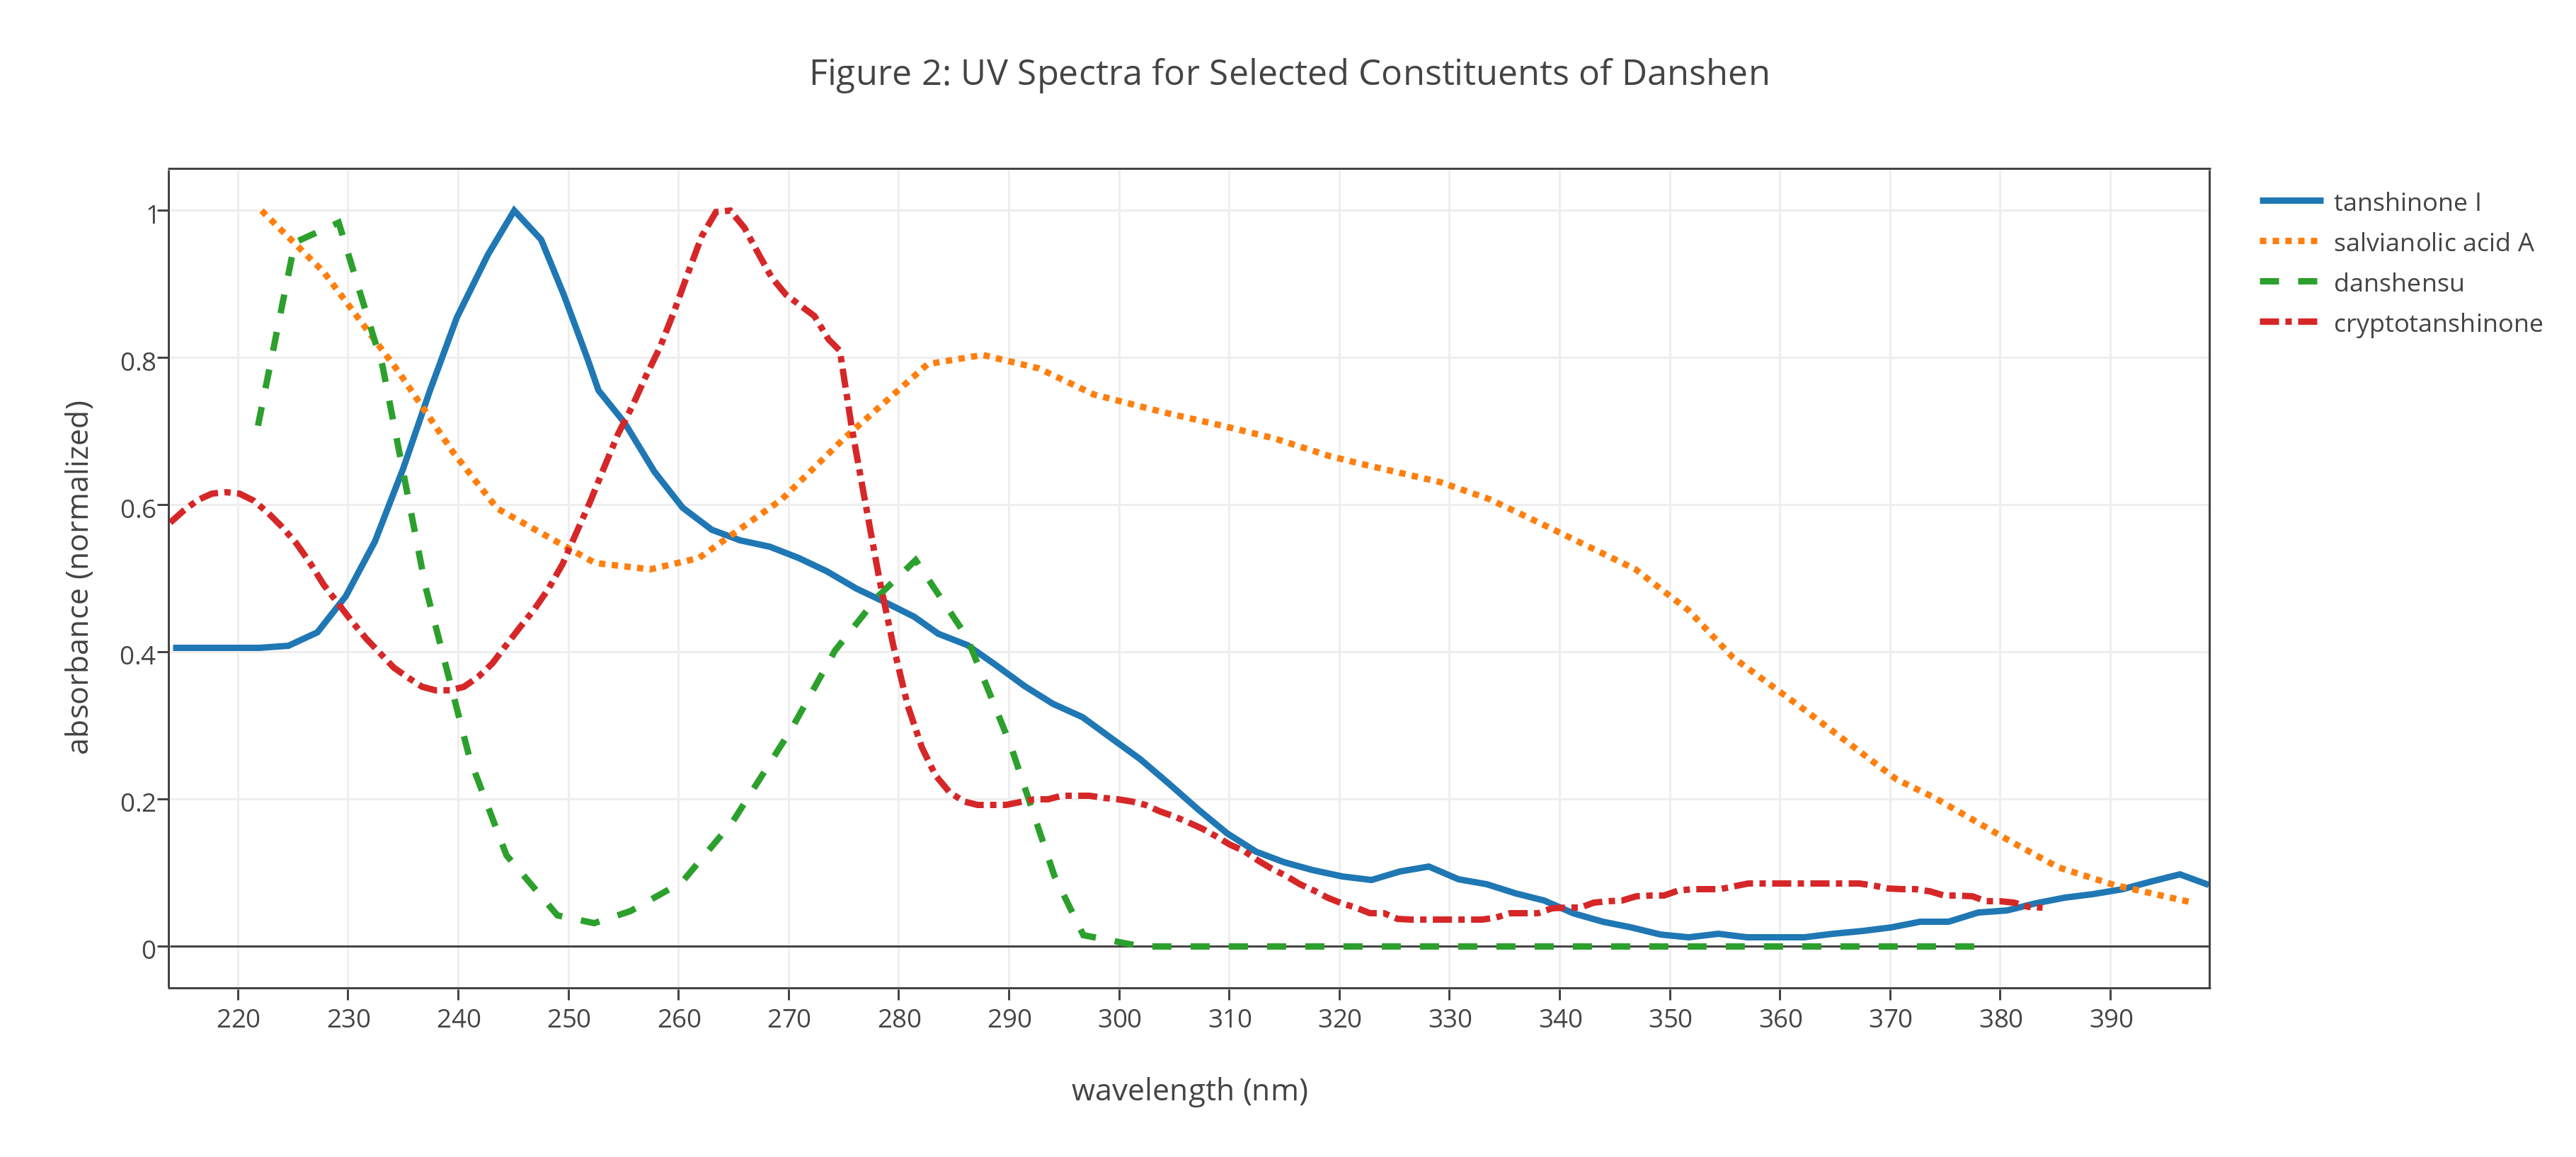 Figure 2: UV Spectra for Selected Constituents of Danshen
tanshinone I
salvianolic acid A
danshensu
cryptotanshinone
absorbance (normalized)
1
0.8
0.6
0.4
0.2
0
220 230 240 250 260 270 280 290 300 310 320 330 340 350 360 370 380 390
wavelength (nm)